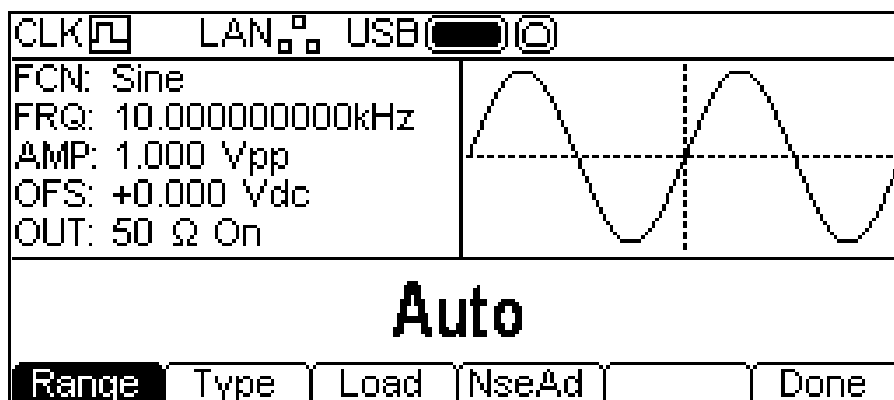 CLK LAN USB
FCN: Sine
FRQ: 10.000000000kHz
AMP: 1.000 Vpp
OFS: +0.000 Vdc
OUT: 50 Ω On
Auto
Range Type Load NseAd Done